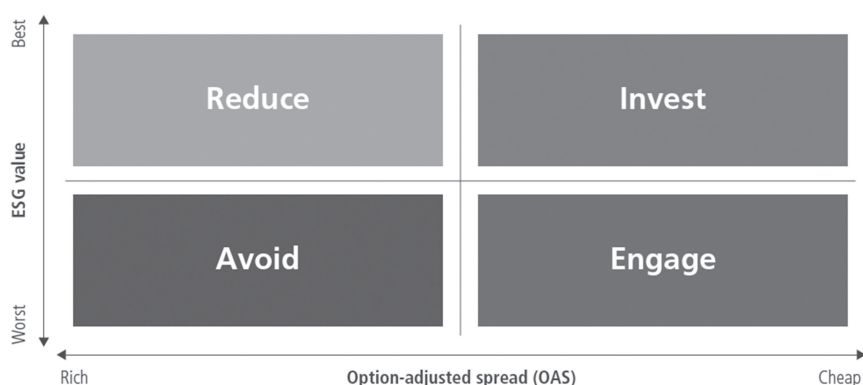 Best
Reduce
Invest
ESG value
Avoid
Engage
Worst
Rich
Option-adjusted spread (OAS)
Cheap